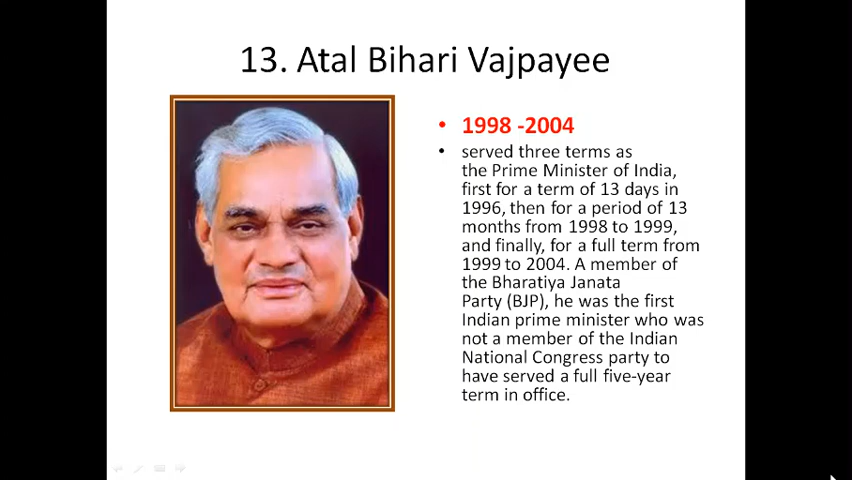 13. Atal Bihari Vajpayee
• 1998 -2004
• served three terms as
the Prime Minister of India,
first for a term of 13 days in
1996, then for a period of 13
months from 1998 to 1999,
and finally, for a full term from
1999 to 2004. A member of
the Bharatiya Janata
Party (BJP), he was the first
Indian prime minister who was
not a member of the Indian
National Congress party to
have served a full five-year
term in office.